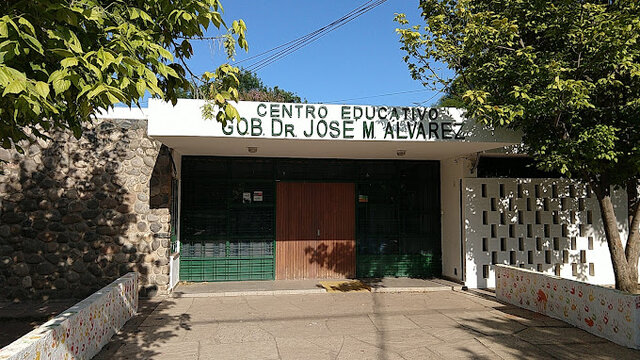 CENTRO EDUCATIVO
GOB. DR. JOSE M ALVAREZ